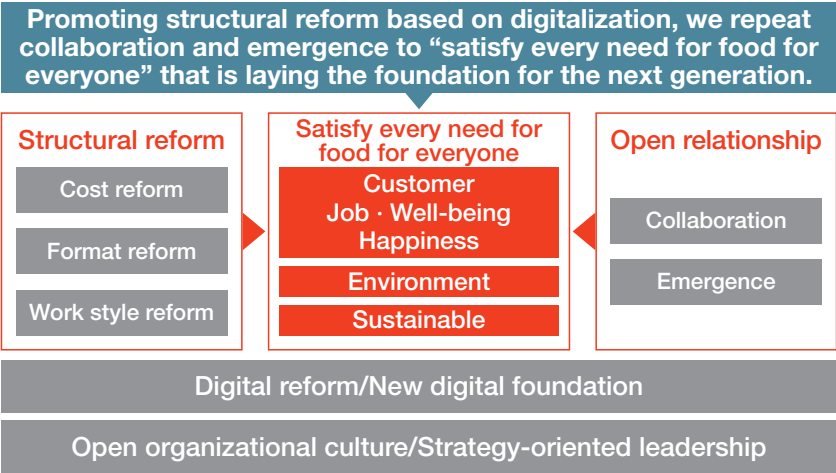 Promoting structural reform based on digitalization, we repeat
collaboration and emergence to “satisfy every need for food for
everyone” that is laying the foundation for the next generation.
Structural reform
Cost reform
Format reform
Work style reform
Satisfy every need for
food for everyone
Customer
Job · Well-being
Happiness
Environment
Sustainable
Open relationship
Collaboration
Emergence
Digital reform/New digital foundation
Open organizational culture/Strategy-oriented leadership